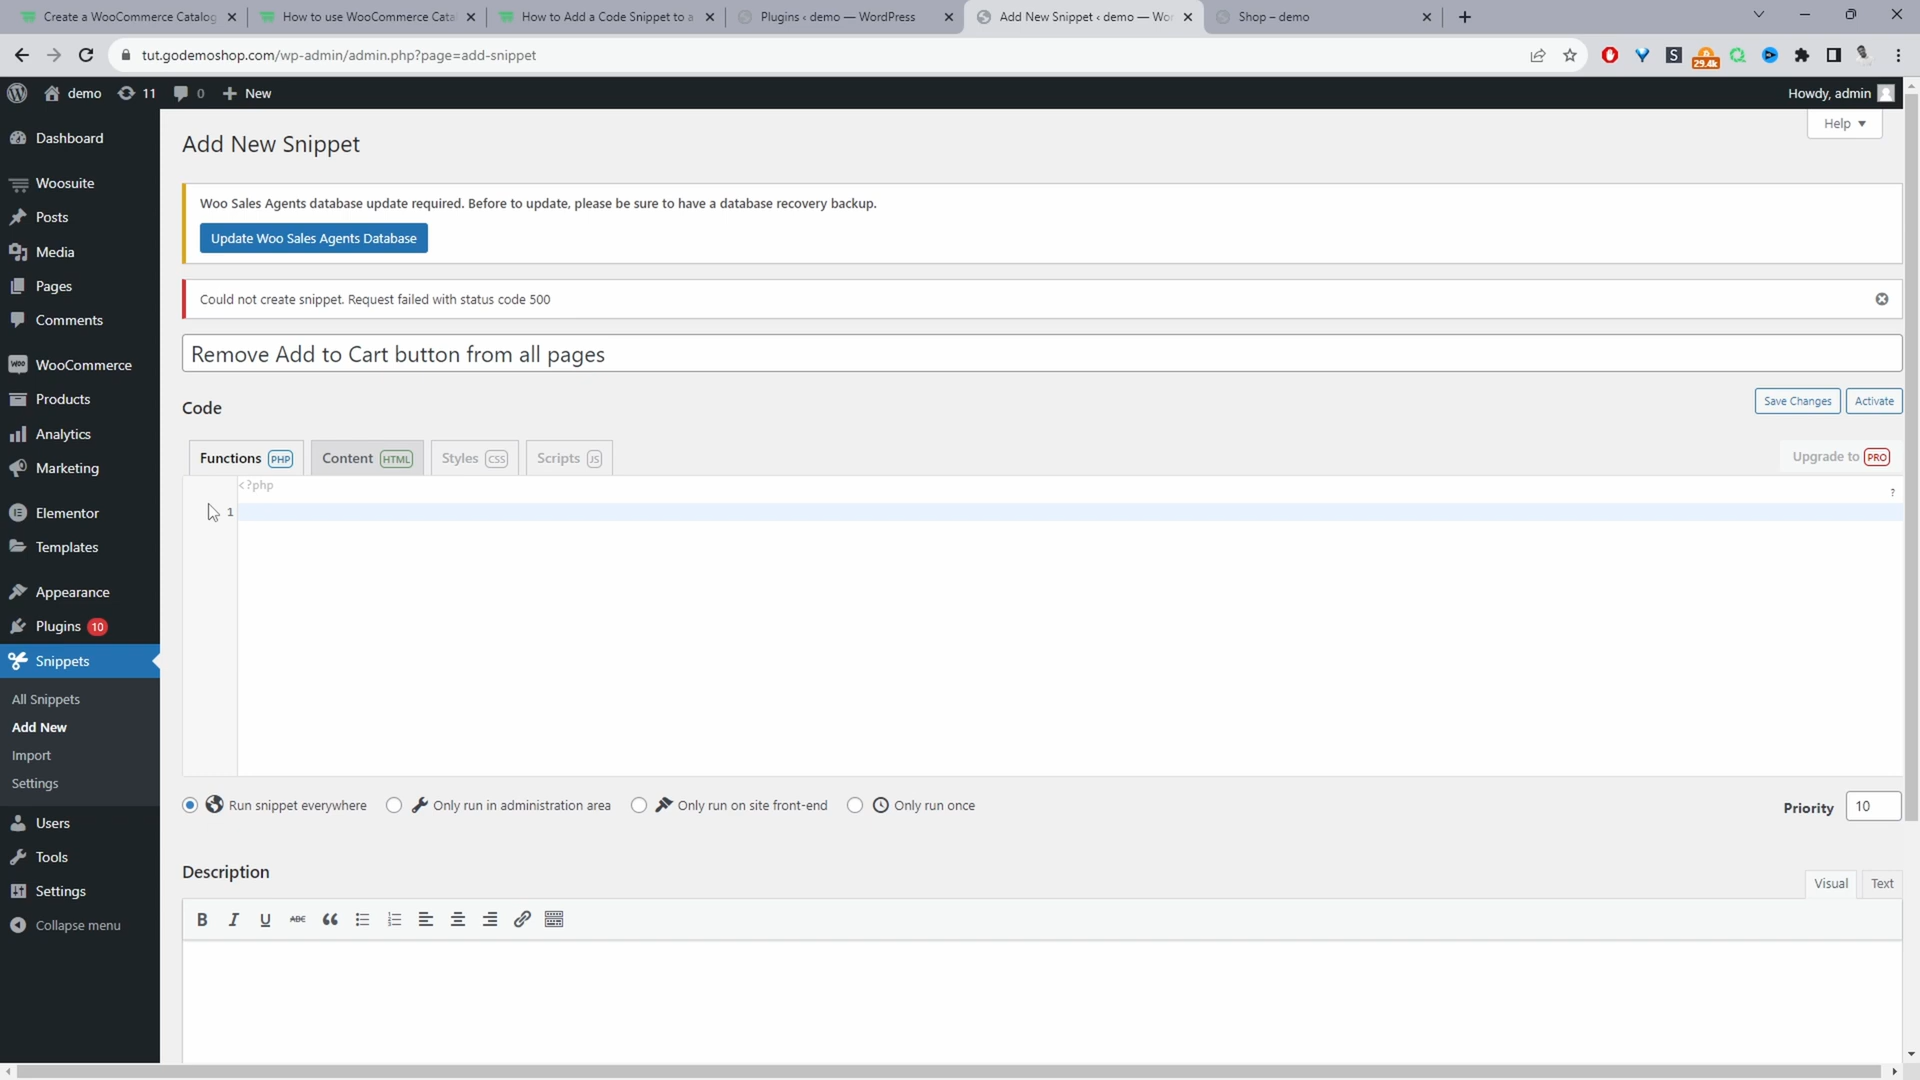 Create a WooCommerce Catalog
How to use WooCommerce Cata
How to Add a Code Snippet to a
Plugins ‹ demo — WordPress
Add New Snippet ‹ demo — Wo
Shop – demo
tut.godemoshop.com/wp-admin/admin.php?page=add-snippet
29.4k
demo
11
0
New
Howdy, admin
Help
Dashboard
Woosuite
Posts
Media
Pages
Comments
WooCommerce
Products
Analytics
Marketing
Elementor
Templates
Appearance
Plugins 10
Snippets
All Snippets
Add New
Import
Settings
Users
Tools
Settings
Collapse menu
Add New Snippet
Woo Sales Agents database update required. Before to update, please be sure to have a database recovery backup.
Update Woo Sales Agents Database
Could not create snippet. Request failed with status code 500
Remove Add to Cart button from all pages
Code
Save Changes
Activate
Functions PHP
Content HTML
Styles CSS
Scripts JS
Upgrade to PRO
<?php
?
1
Run snippet everywhere
Only run in administration area
Only run on site front-end
Only run once
Priority 10
Description
Visual
Text
B I U ABC